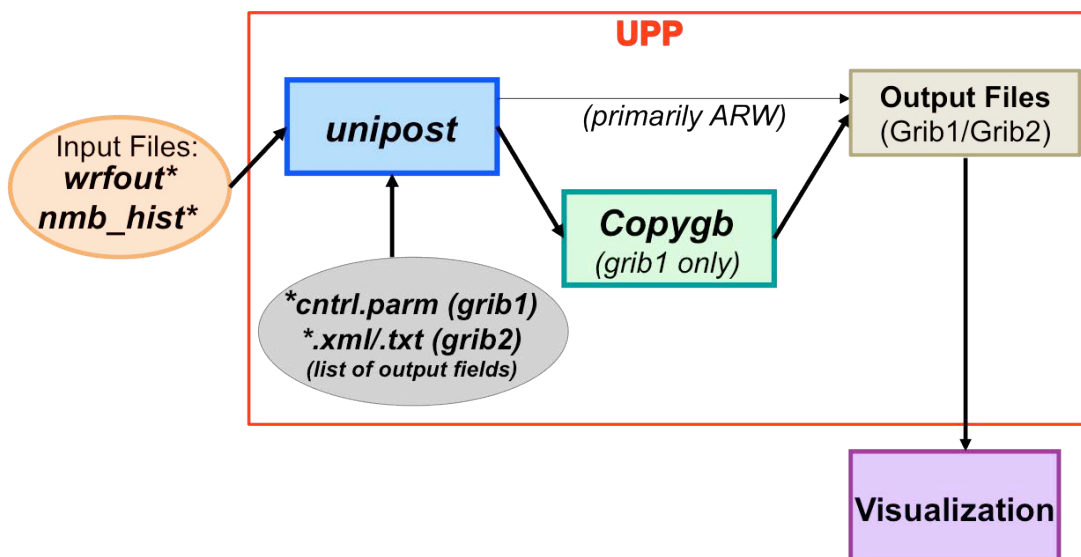 UPP
unipost
(primarily ARW)
Output Files
(Grib1/Grib2)
Input Files:
wrfout*
nmb_hist*
Copygb
(grib1 only)
*cntrl.parm (grib1)
*.xml/.txt (grib2)
(list of output fields)
Visualization